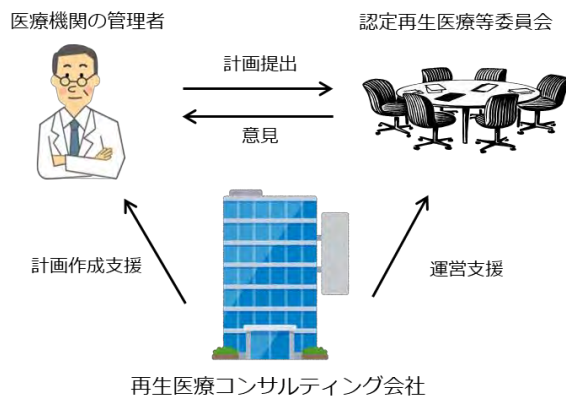 医療機関の管理者
認定再生医療等委員会
計画提出
意見
計画作成支援
運営支援
再生医療コンサルティング会社